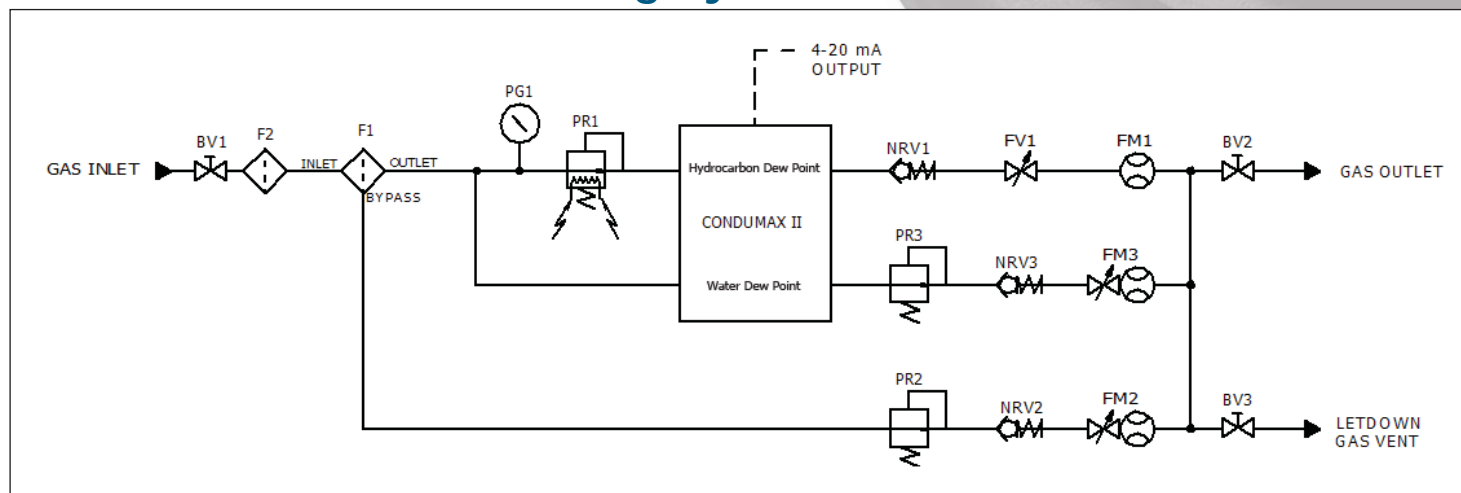 4-20 mA
OUTPUT
PG1
BV1
F2
F1
PR1
NRV1
FV1
FM1
BV2
GAS INLET
INLET
OUTLET
Hydrocarbon Dew Point
GAS OUTLET
BYPASS
CONDUMAX II
PR3
NRV3
FM3
Water Dew Point
PR2
NRV2
FM2
BV3
LETDOWN
GAS VENT